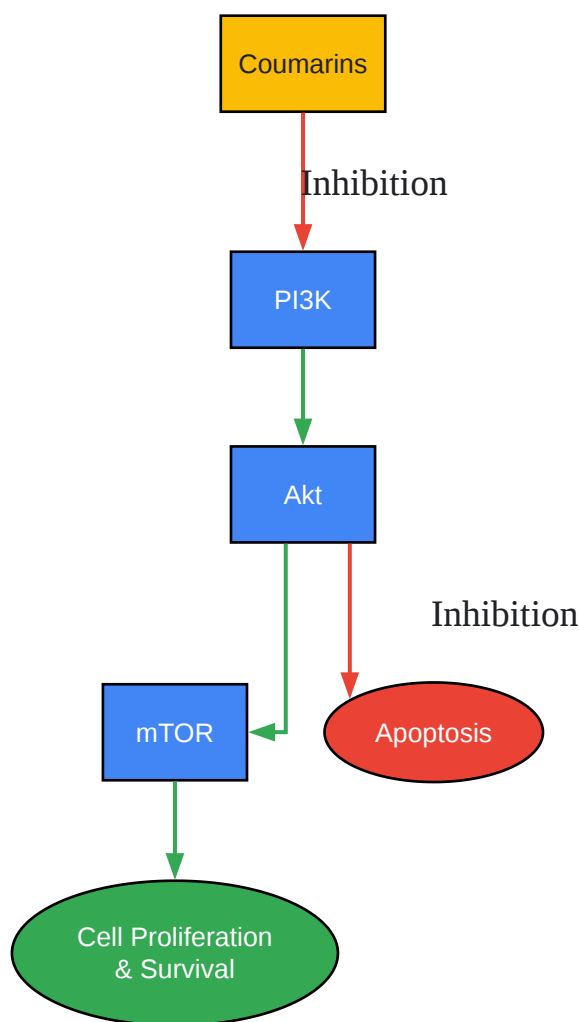 Coumarins
Inhibition
PI3K
Akt
Inhibition
mTOR
Apoptosis
Cell Proliferation
& Survival